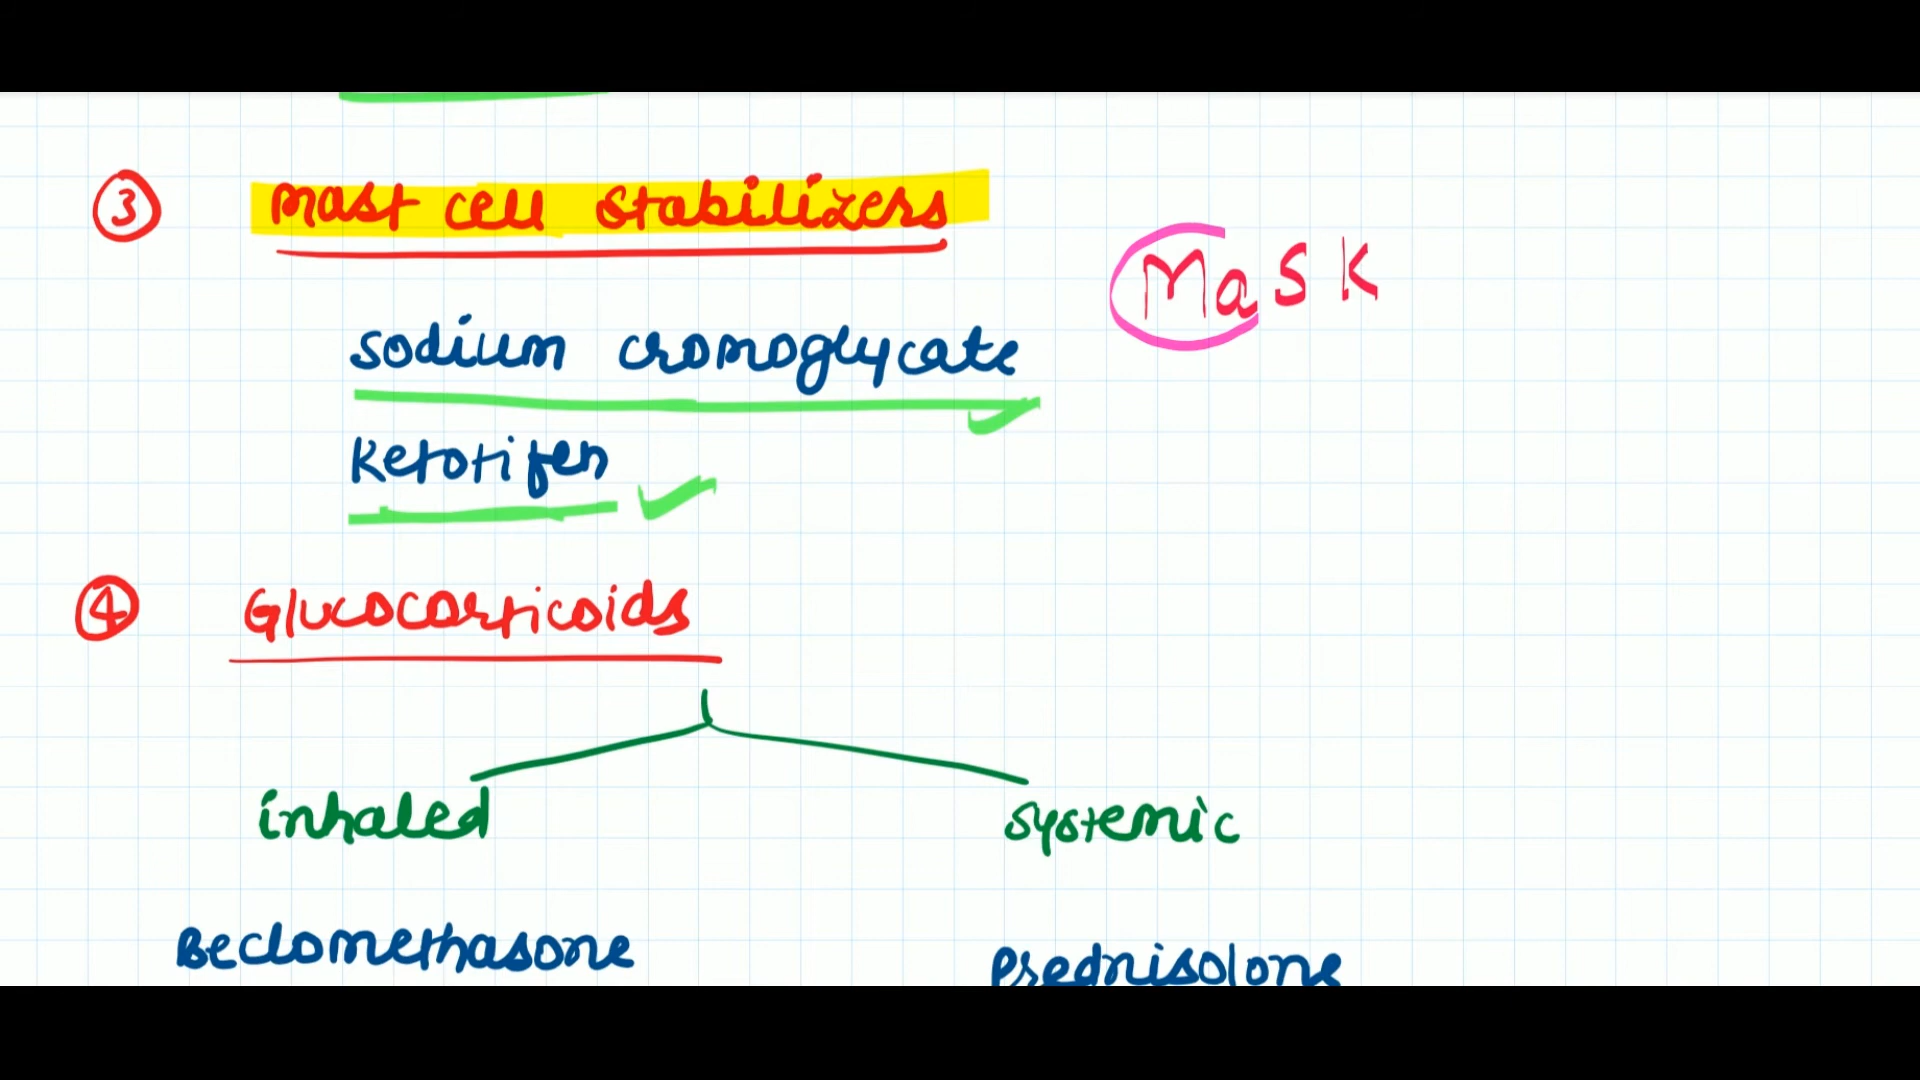 3 Mast cell stabilizers
MaSK
sodium cromoglycate
Ketotifen
4 Glucocorticoids
inhaled systemic
Beclomethasone Prednisolone